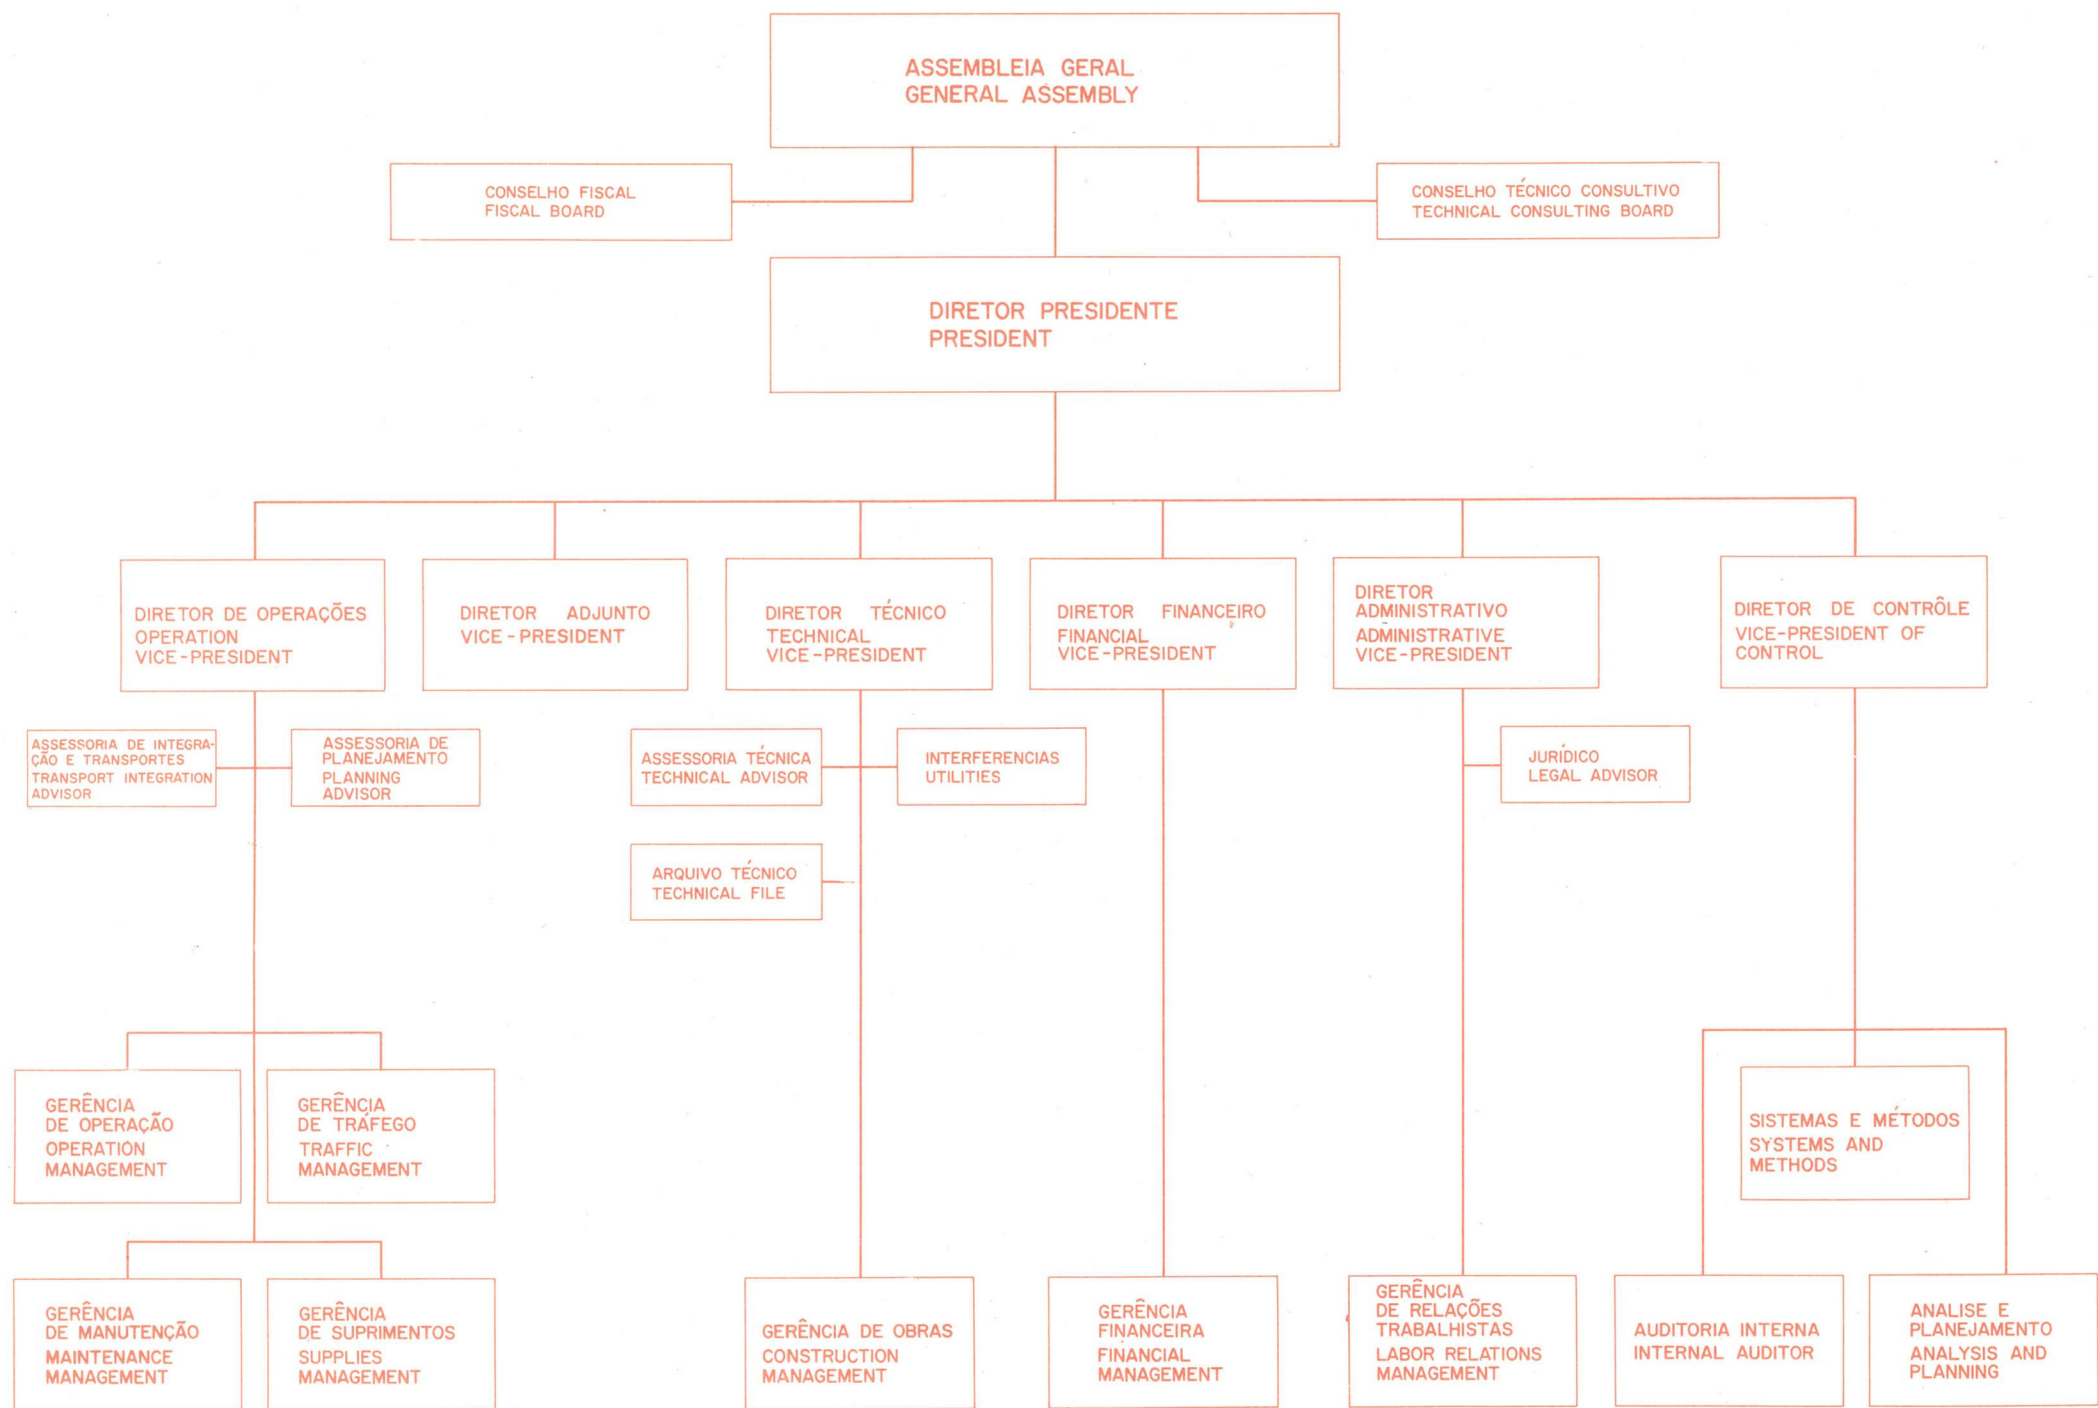 ASSEMBLEIA GERAL
GENERAL ASSEMBLY
CONSELHO FISCAL
FISCAL BOARD
CONSELHO TÉCNICO CONSULTIVO
TECHNICAL CONSULTING BOARD
DIRETOR PRESIDENTE
PRESIDENT
DIRETOR DE OPERAÇÕES
OPERATION
VICE-PRESIDENT
DIRETOR ADJUNTO
VICE-PRESIDENT
DIRETOR TÉCNICO
TECHNICAL
VICE-PRESIDENT
DIRETOR FINANCEIRO
FINANCIAL
VICE-PRESIDENT
DIRETOR
ADMINISTRATIVO
ADMINISTRATIVE
VICE-PRESIDENT
DIRETOR DE CONTRÔLE
VICE-PRESIDENT OF
CONTROL
ASSESSORIA DE INTEGRA-
ÇÃO E TRANSPORTES
TRANSPORT INTEGRATION
ADVISOR
ASSESSORIA DE
PLANEJAMENTO
PLANNING
ADVISOR
ASSESSORIA TÉCNICA
TECHNICAL ADVISOR
INTERFERENCIAS
UTILITIES
JURÍDICO
LEGAL ADVISOR
ARQUIVO TÉCNICO
TECHNICAL FILE
GERÊNCIA
DE OPERAÇÃO
OPERATION
MANAGEMENT
GERÊNCIA
DE TRÁFEGO
TRAFFIC
MANAGEMENT
SISTEMAS E MÉTODOS
SYSTEMS AND
METHODS
GERÊNCIA
DE MANUTENÇÃO
MAINTENANCE
MANAGEMENT
GERÊNCIA
DE SUPRIMENTOS
SUPPLIES
MANAGEMENT
GERÊNCIA DE OBRAS
CONSTRUCTION
MANAGEMENT
GERÊNCIA
FINANCEIRA
FINANCIAL
MANAGEMENT
GERÊNCIA
DE RELAÇÕES
TRABALHISTAS
LABOR RELATIONS
MANAGEMENT
AUDITORIA INTERNA
INTERNAL AUDITOR
ANALISE E
PLANEJAMENTO
ANALYSIS AND
PLANNING